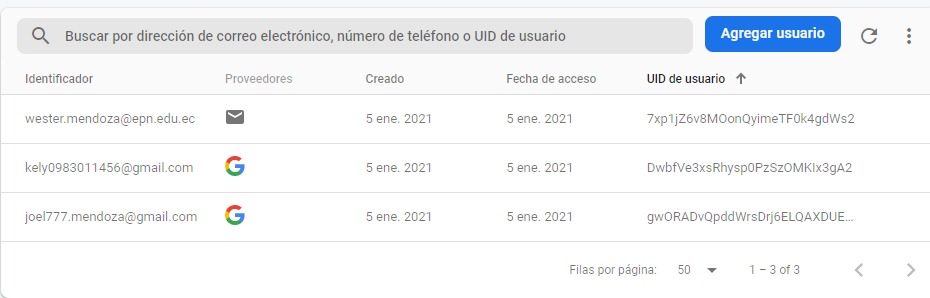 Buscar por dirección de correo electrónico, número de teléfono o UID de usuario Agregar usuario
Identificador Proveedores Creado Fecha de acceso UID de usuario
wester.mendoza@epn.edu.ec 5 ene. 2021 5 ene. 2021 7xp1jZ6v8MOonQyimeTF0k4gdWs2
kely0983011456@gmail.com 5 ene. 2021 5 ene. 2021 DwbfVe3xsRhysp0PzSzOMKIx3gA2
joel777.mendoza@gmail.com 5 ene. 2021 5 ene. 2021 gwORADvQpddWrsDrj6ELQAXDUE...
Filas por página: 50 1 – 3 of 3